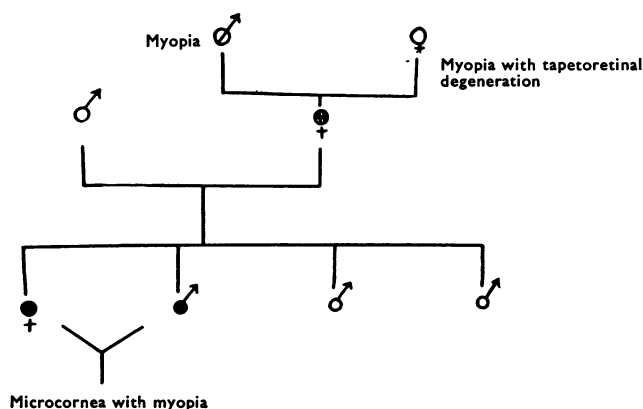 Myopia
Myopia with tapetoretinal
degeneration
Microcornea with myopia